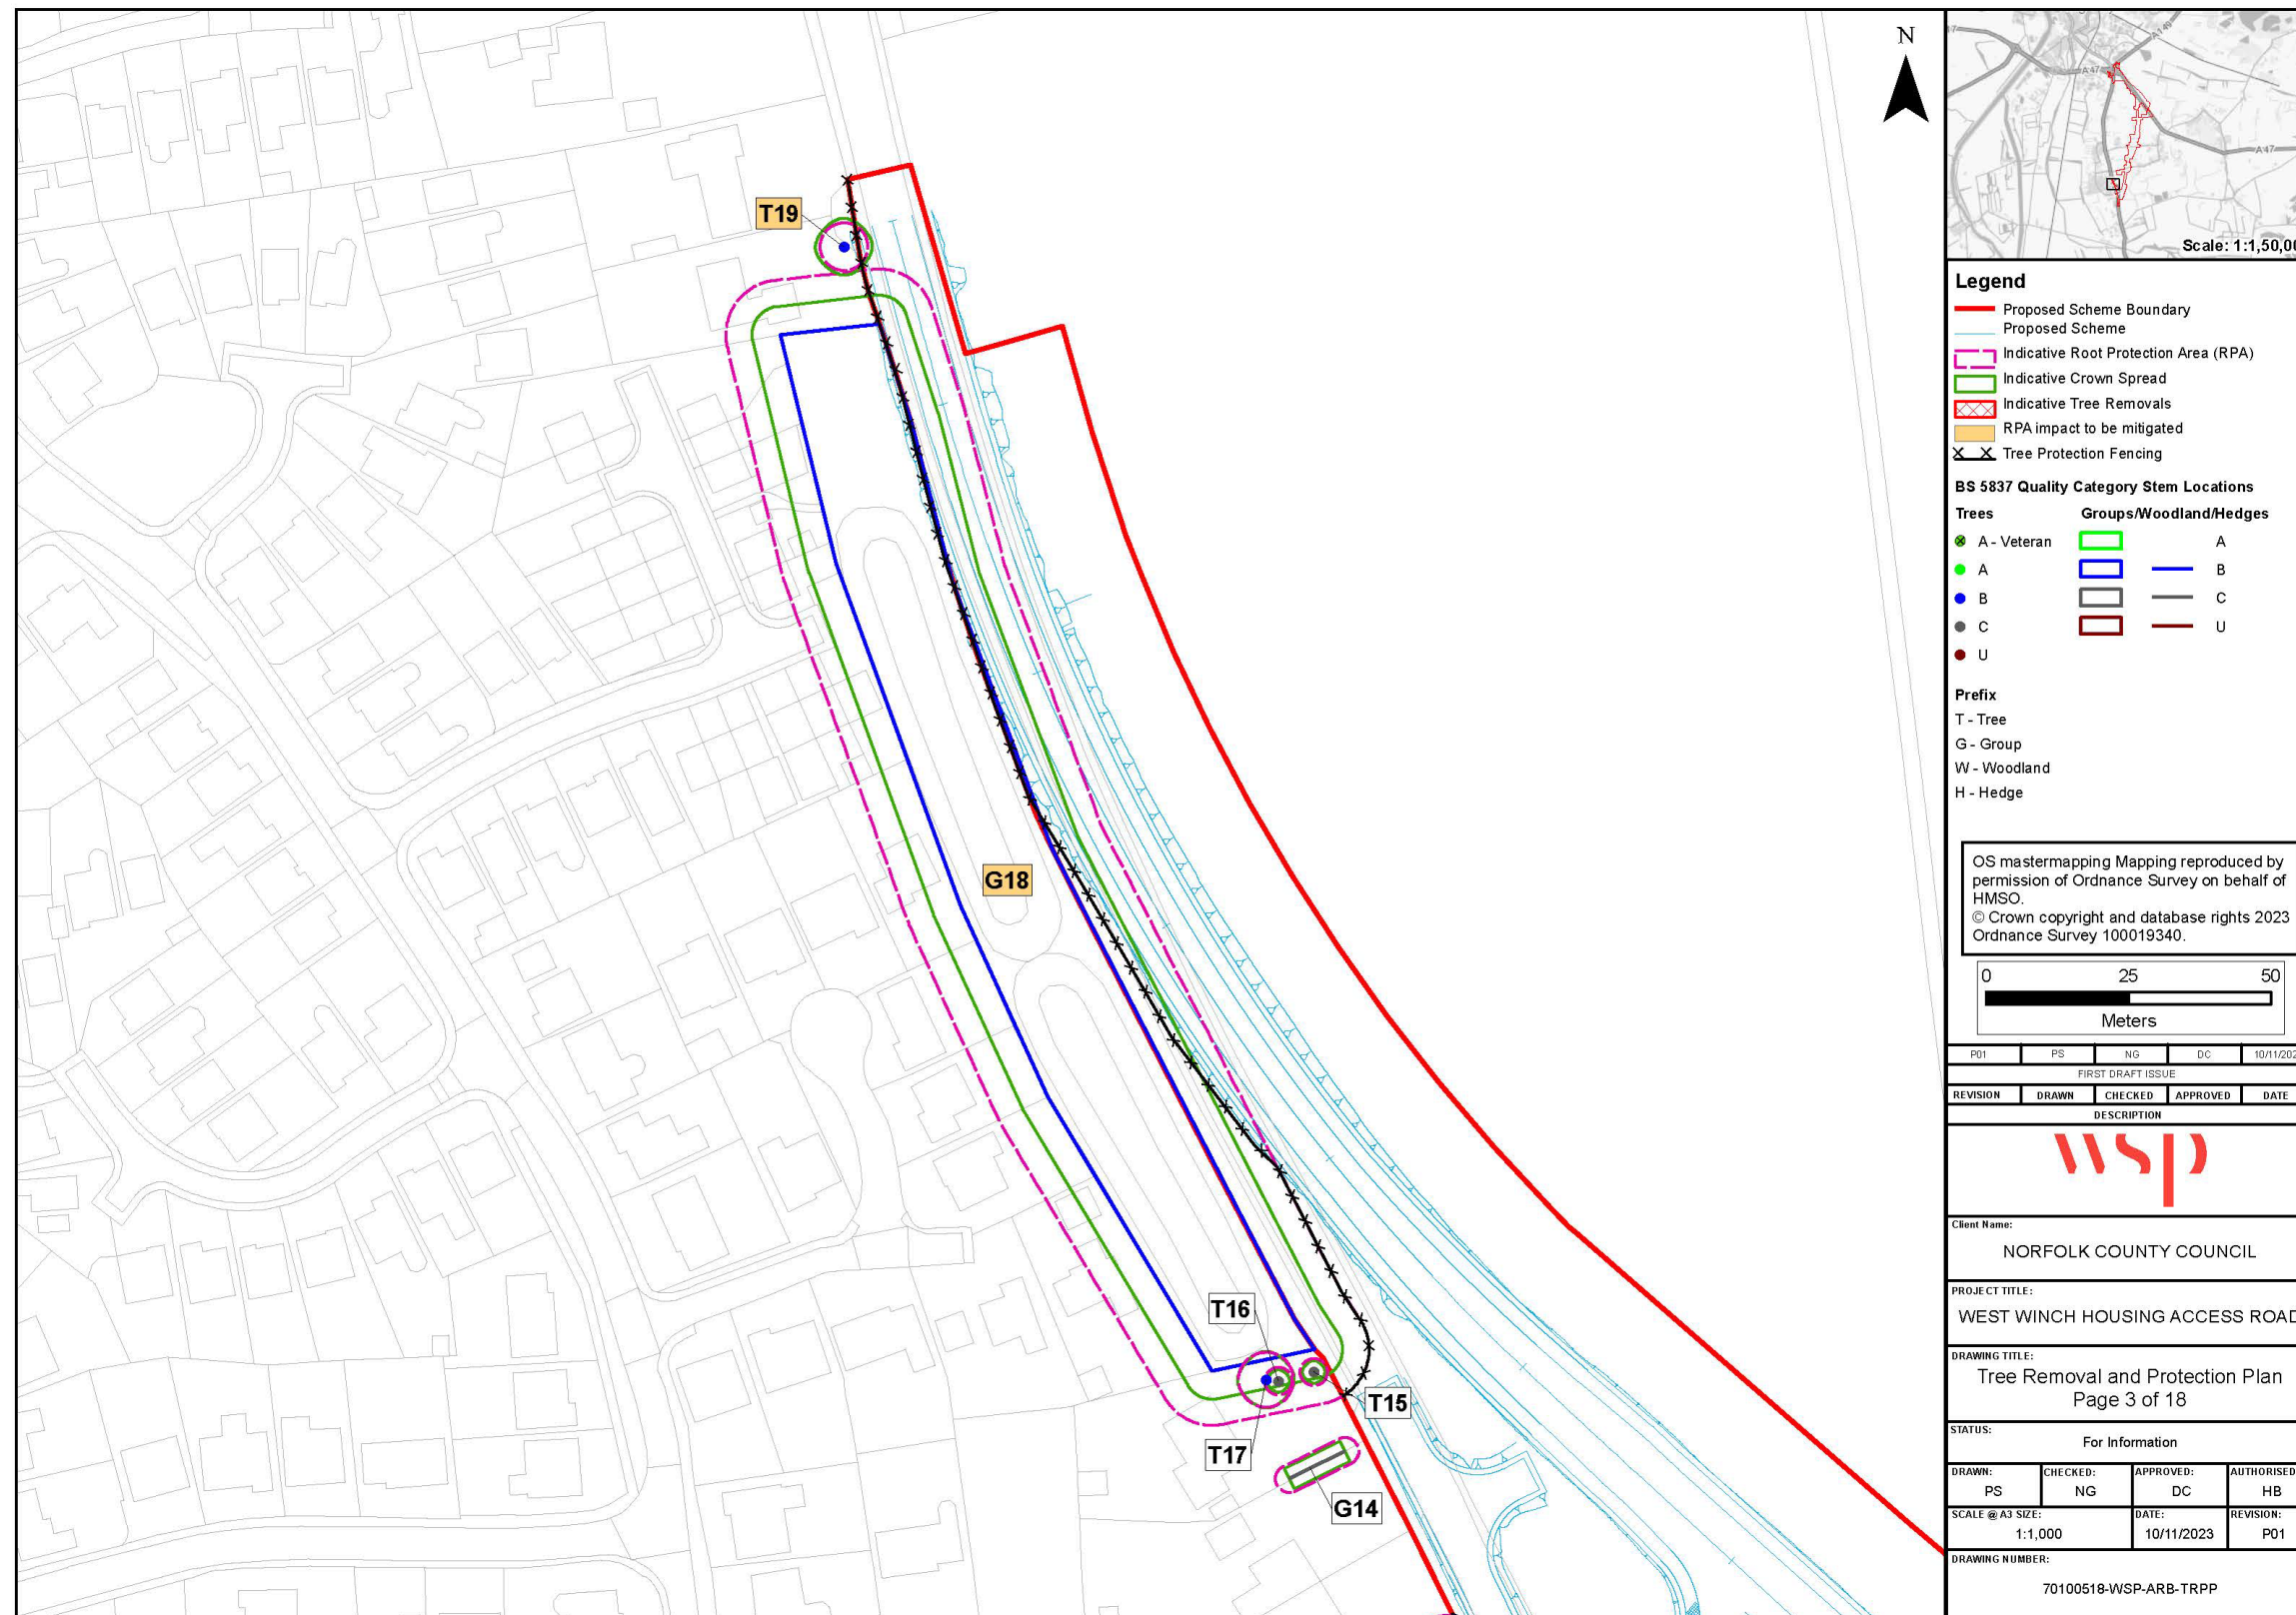 N
T19
G18
T16
T15
T17
G14
A47
A149
A47
Scale: 1:1,50,00
Legend
Proposed Scheme Boundary
Proposed Scheme
Indicative Root Protection Area (RPA)
Indicative Crown Spread
Indicative Tree Removals
RPA impact to be mitigated
X X Tree Protection Fencing
BS 5837 Quality Category Stem Locations
Trees Groups/Woodland/Hedges
A - Veteran A
A B
B C
C U
U
Prefix
T - Tree
G - Group
W - Woodland
H - Hedge
OS mastermapping Mapping reproduced by
permission of Ordnance Survey on behalf of
HMSO.
© Crown copyright and database rights 2023
Ordnance Survey 100019340.
0 25 50
Meters
P01 PS NG DC 10/11/202
FIRST DRAFT ISSUE
REVISION DRAWN CHECKED APPROVED DATE
DESCRIPTION
wsp
Client Name:
NORFOLK COUNTY COUNCIL
PROJECT TITLE:
WEST WINCH HOUSING ACCESS ROAD
DRAWING TITLE:
Tree Removal and Protection Plan
Page 3 of 18
STATUS:
For Information
DRAWN: CHECKED: APPROVED: AUTHORISED
PS NG DC HB
SCALE @ A3 SIZE: DATE: REVISION:
1:1,000 10/11/2023 P01
DRAWING NUMBER:
70100518-WSP-ARB-TRPP